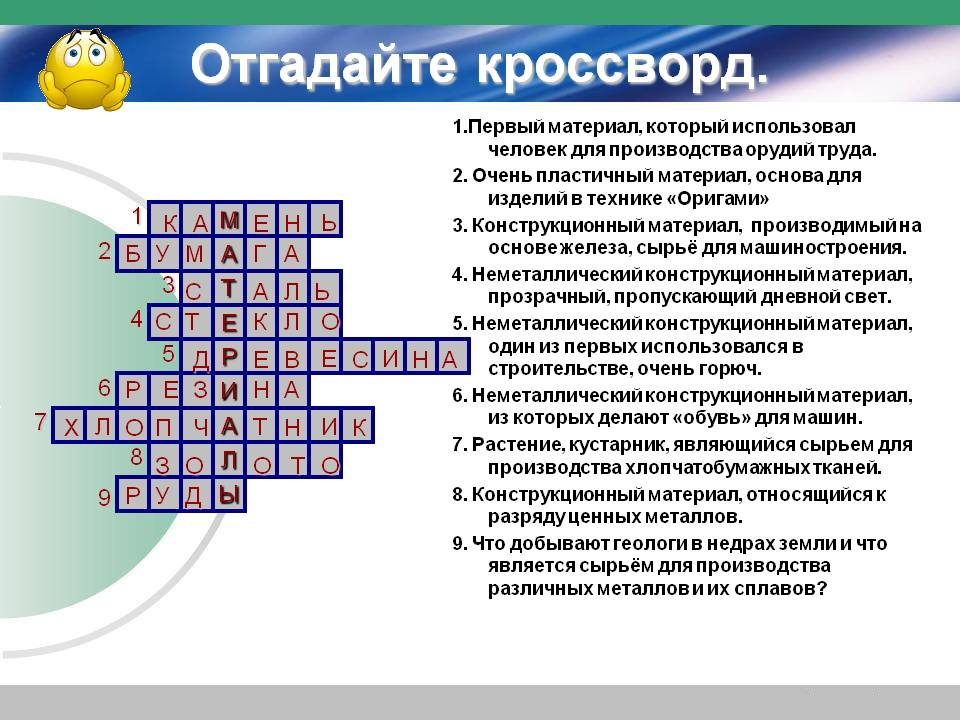 Отгадайте кроссворд.
1 К А М Е Н Ь
2 Б У М А Г А
3 С Т А Л Ь
4 С Т Е К Л О
5 Д Р Е В Е С И Н А
6 Р Е З И Н А
7 Х Л О П Ч А Т Н И К
8 З О Л О Т О
9 Р У Д Ы
1.Первый материал, который использовал
человек для производства орудий труда.
2. Очень пластичный материал, основа для
изделий в технике «Оригами»
3. Конструкционный материал, производимый на
основе железа, сырьё для машиностроения.
4. Неметаллический конструкционный материал,
прозрачный, пропускающий дневной свет.
5. Неметаллический конструкционный материал,
один из первых использовался в
строительстве, очень горюч.
6. Неметаллический конструкционный материал,
из которых делают «обувь» для машин.
7. Растение, кустарник, являющийся сырьем для
производства хлопчатобумажных тканей.
8. Конструкционный материал, относящийся к
разряду ценных металлов.
9. Что добывают геологи в недрах земли и что
является сырьём для производства
различных металлов и их сплавов?